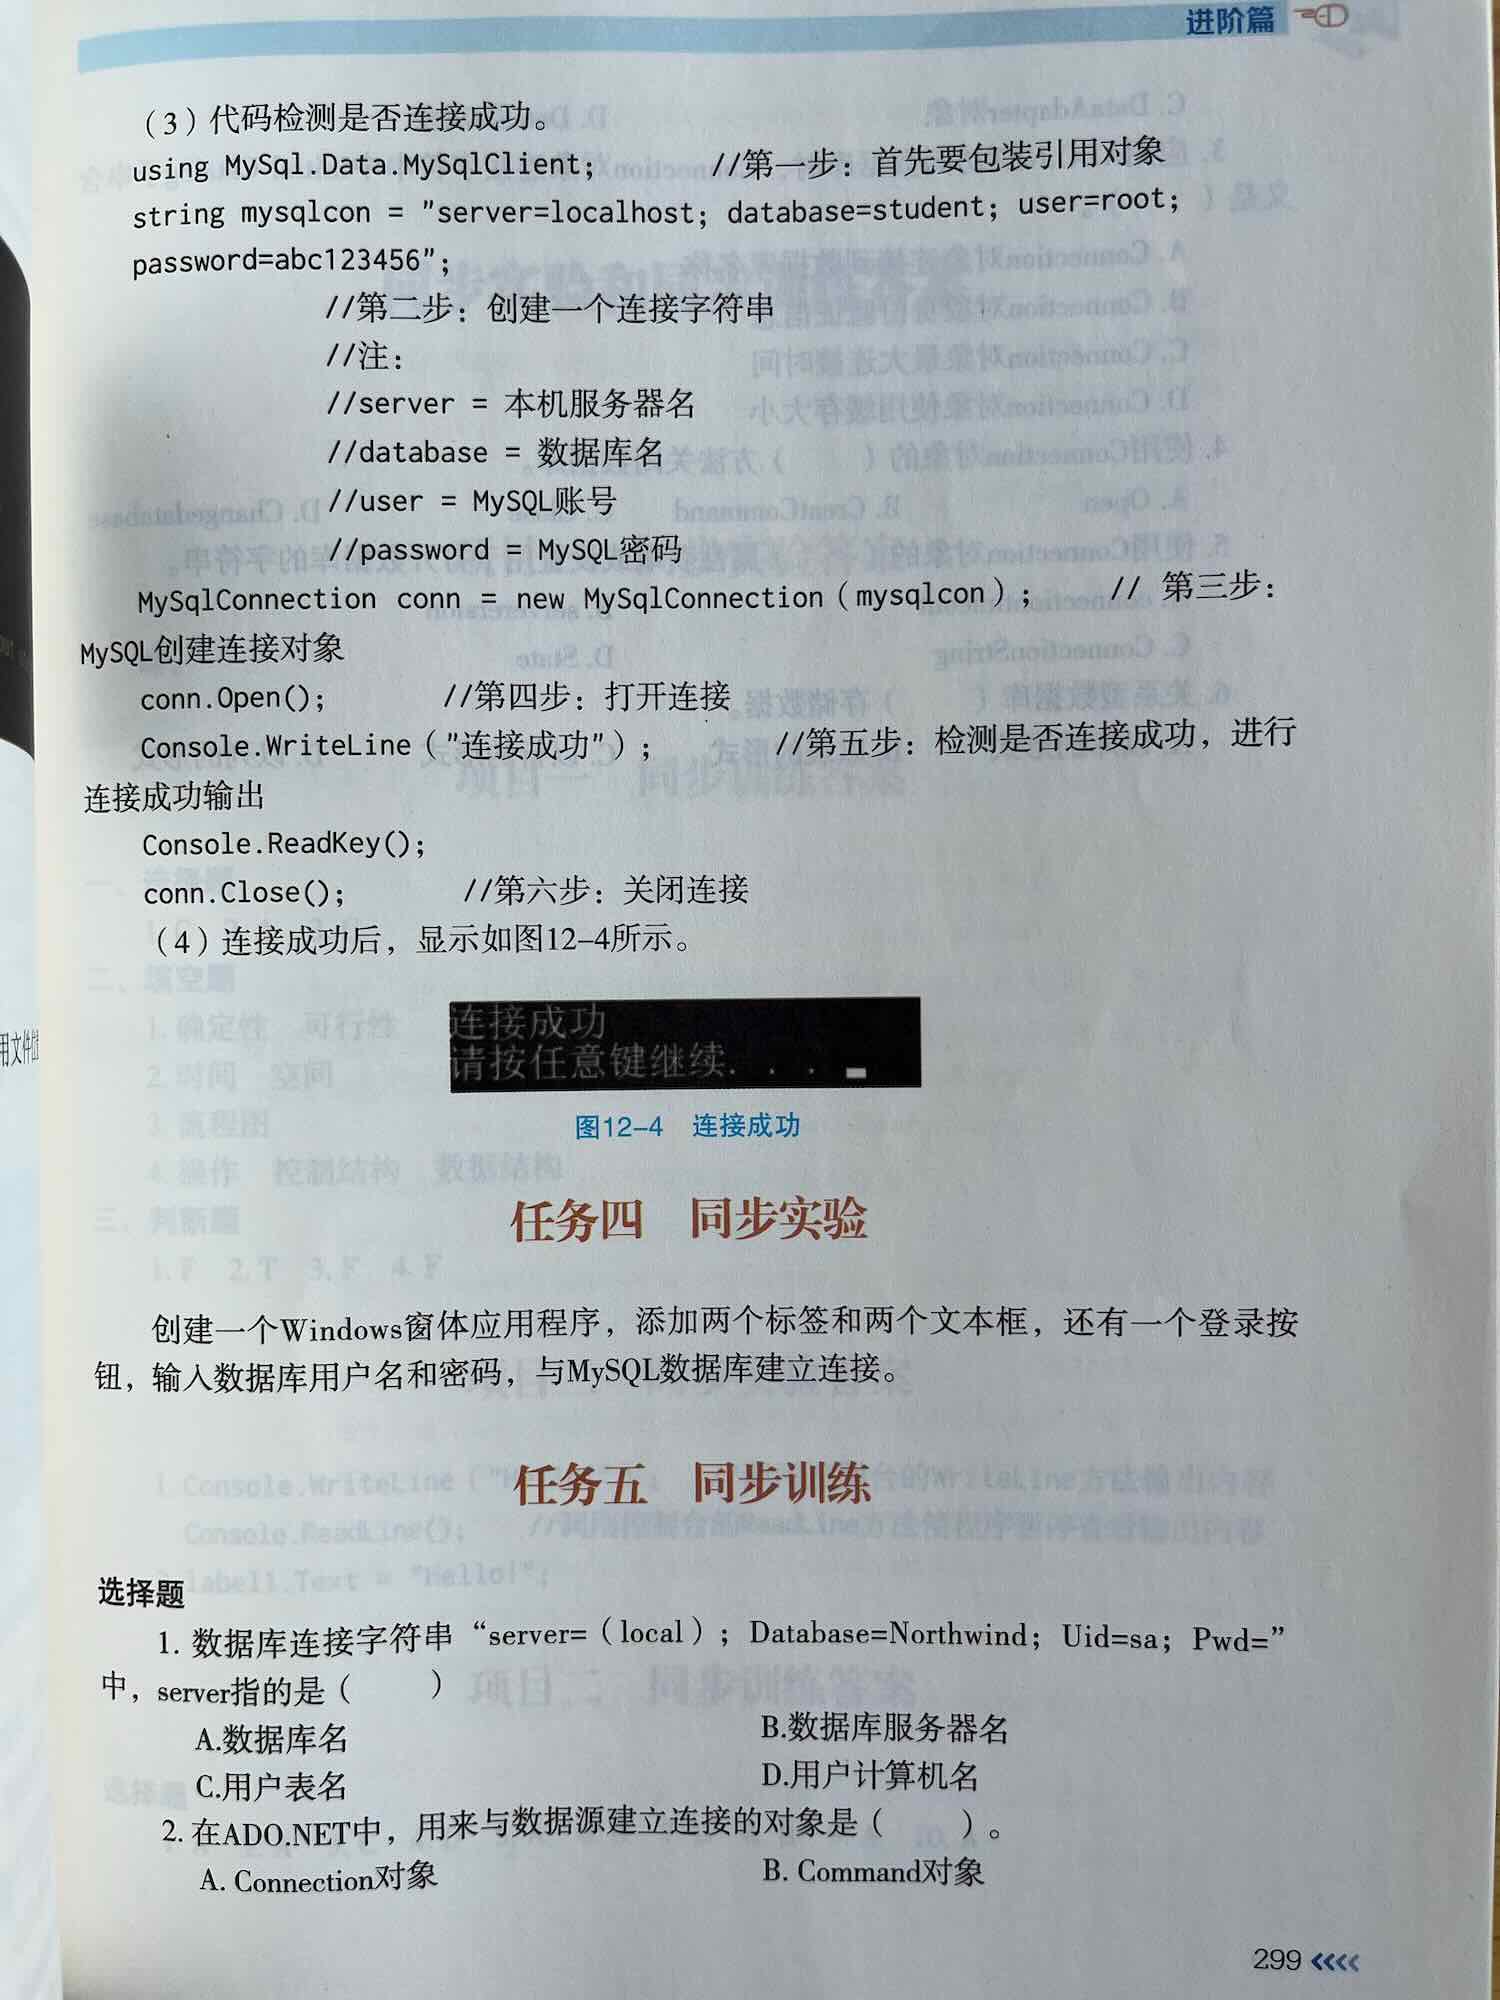 进阶篇
（3）代码检测是否连接成功。
using MySql.Data.MySqlClient; //第一步：首先要包装引用对象
string mysqlcon = "server=localhost；database=student；user=root；
password=abc123456"；
//第二步：创建一个连接字符串
//注：
//server = 本机服务器名
//database = 数据库名
//user = MySQL账号
//password = MySQL密码
MySqlConnection conn = new MySqlConnection（mysqlcon）； // 第三步：
MySQL创建连接对象
conn.Open(); //第四步：打开连接
Console.WriteLine（"连接成功"）； //第五步：检测是否连接成功，进行
连接成功输出
Console.ReadKey();
conn.Close(); //第六步：关闭连接
（4）连接成功后，显示如图12-4所示。
连接成功
请按任意键继续. . .
图12-4 连接成功
任务四 同步实验
创建一个Windows窗体应用程序，添加两个标签和两个文本框，还有一个登录按
钮，输入数据库用户名和密码，与MySQL数据库建立连接。
任务五 同步训练
选择题
1. 数据库连接字符串“server=（local）；Database=Northwind；Uid=sa；Pwd=”
中，server指的是（ ）
A.数据库名 B.数据库服务器名
C.用户表名 D.用户计算机名
2. 在ADO.NET中，用来与数据源建立连接的对象是（ ）。
A. Connection对象 B. Command对象
299